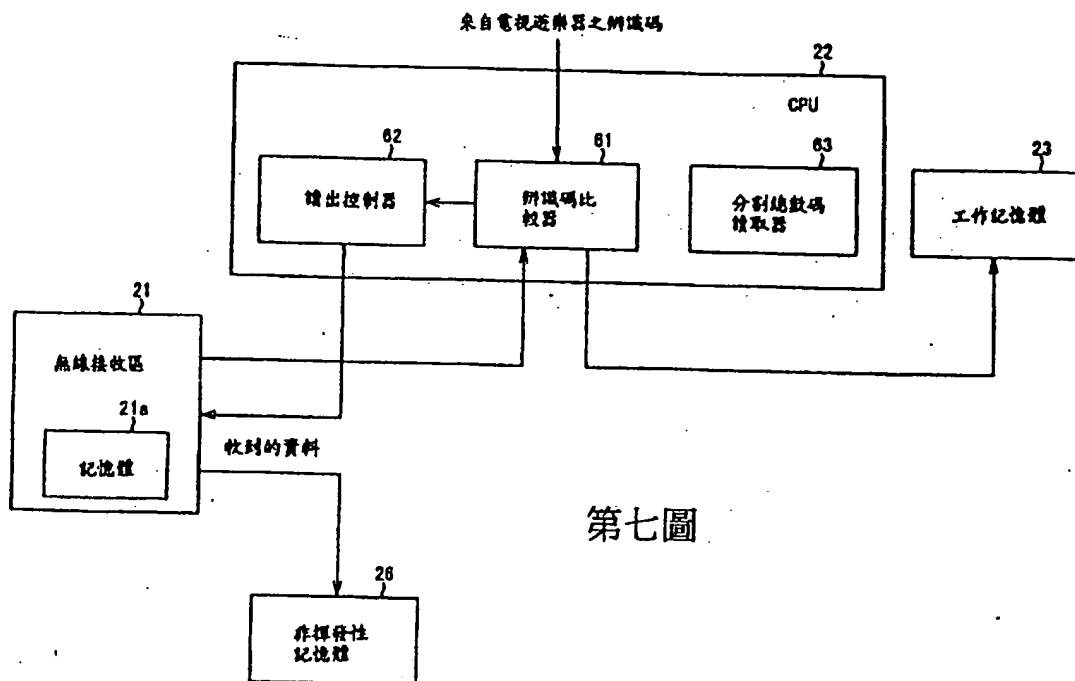 來自電視遊樂器之辨識碼
22
CPU
62
61
63
23
讀出控制器
辨識碼比
較器
分割總數碼
讀取器
工作記憶體
21
無線接收區
21a
記憶體
收到的資料
第七圖
26
非揮發性
記憶體